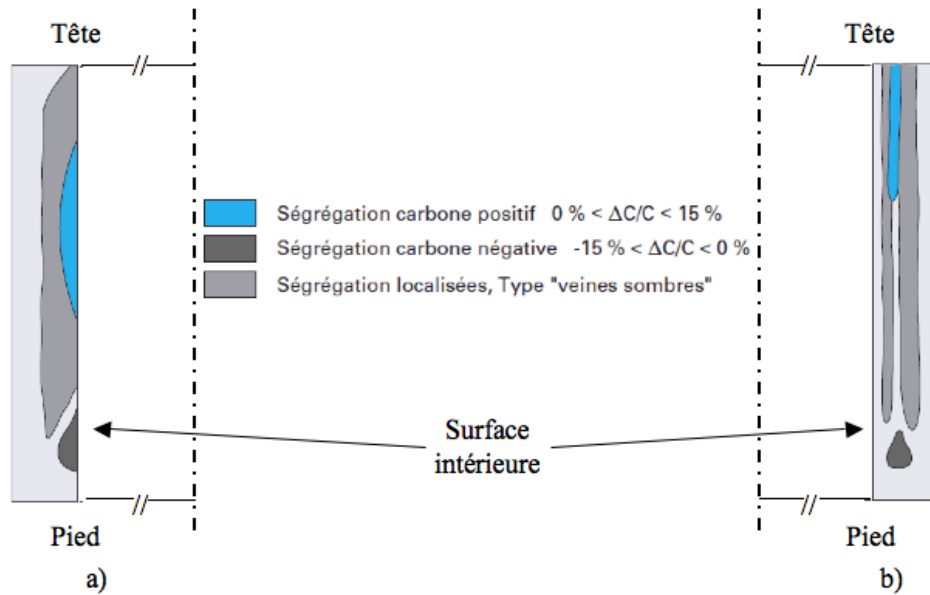 Tête
Tête
Ségrégation carbone positif 0 % < ΔC/C < 15 %
Ségrégation carbone négative -15 % < ΔC/C < 0 %
Ségrégation localisées, Type "veines sombres"
Surface
intérieure
Pied
Pied
a)
b)